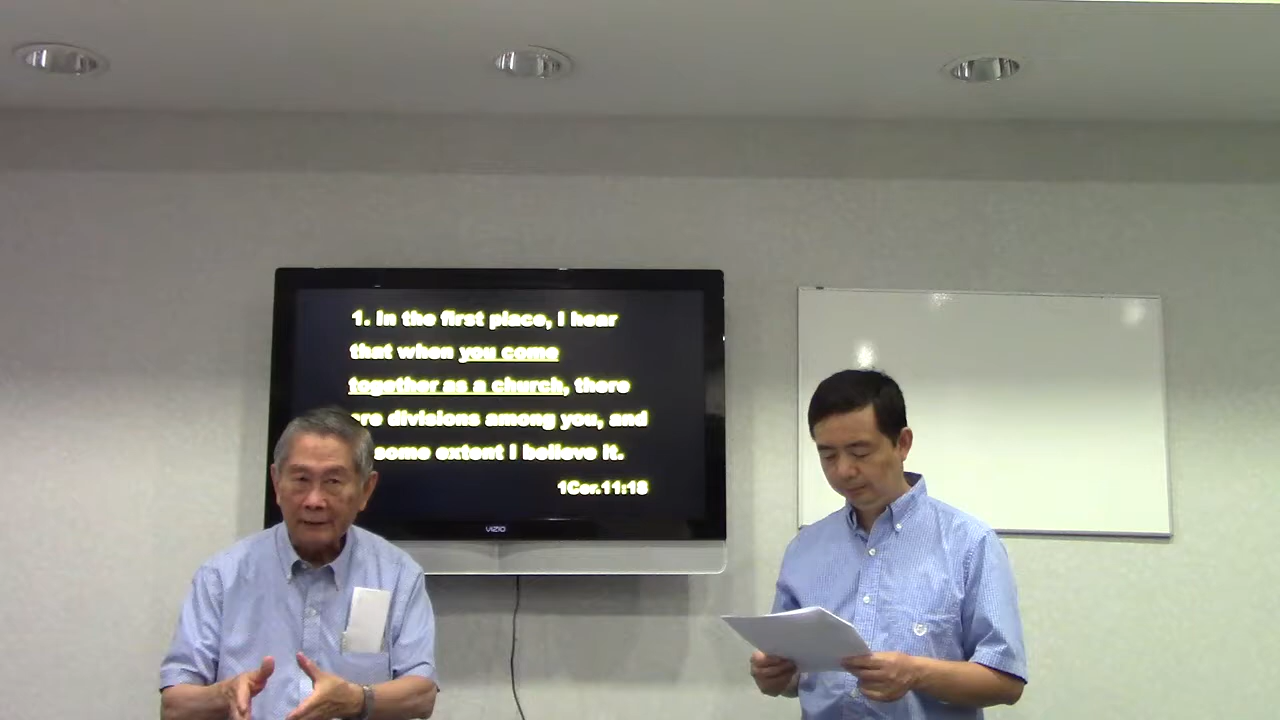 1. In the first place, I hear
that when you come
together as a church, there
are divisions among you, and
some extent I believe it.
1Cor.11:18
VIZIO